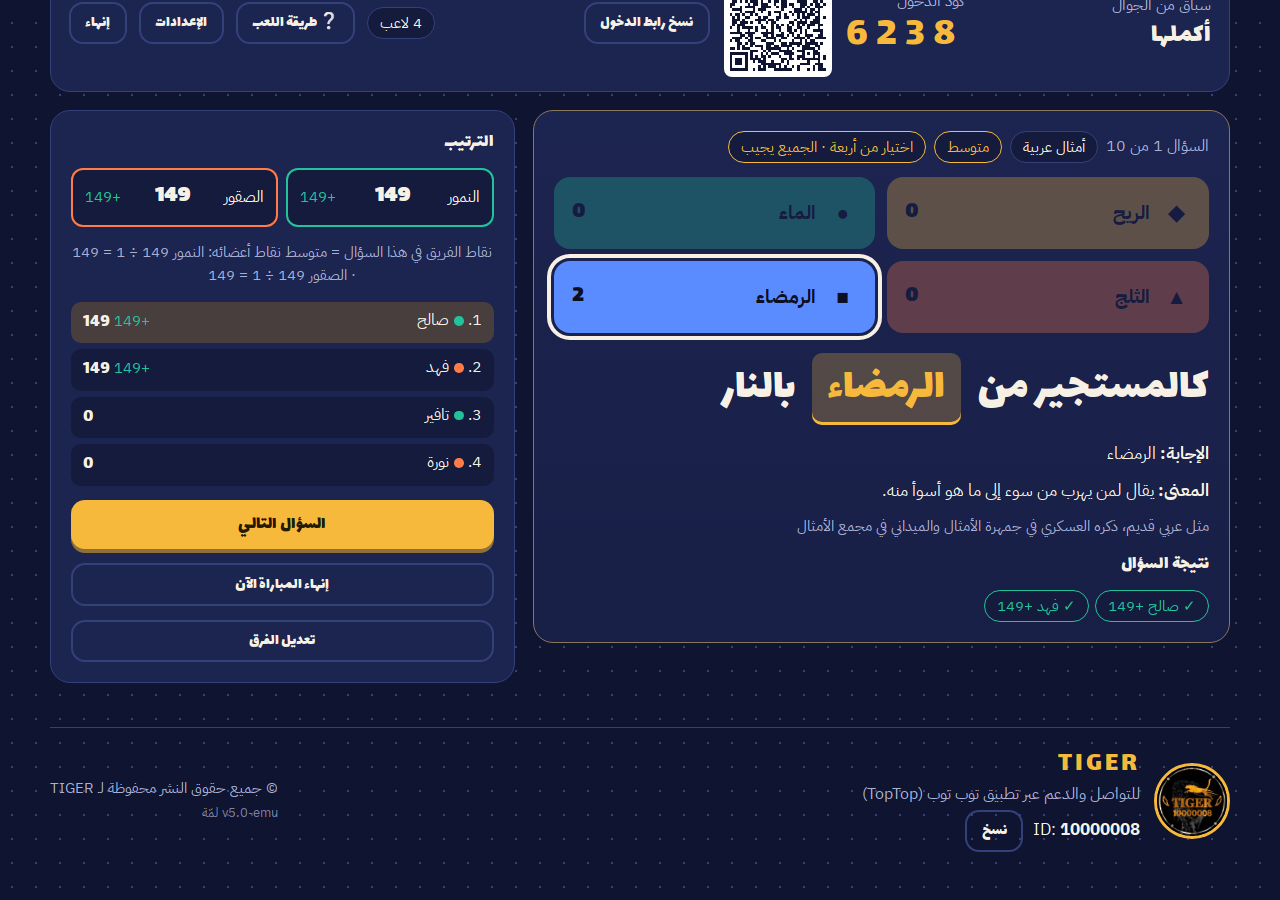 سباق من الجوال
أكملها
كود الدخول
6238
نسخ رابط الدخول
4 لاعب
❔ طريقة اللعب
الإعدادات
إنهاء
السؤال 1 من 10
أمثال عربية
متوسط
اختيار من أربعة · الجميع يجيب
◆ الريح 0
● الماء 0
▲ الثلج 0
■ الرمضاء 2
كالمستجير من الرمضاء بالنار
الإجابة: الرمضاء
المعنى: يقال لمن يهرب من سوء إلى ما هو أسوأ منه.
مثل عربي قديم، ذكره العسكري في جمهرة الأمثال والميداني في مجمع الأمثال
نتيجة السؤال
✓ صالح +149
✓ فهد +149
الترتيب
النمور 149 +149
الصقور 149 +149
نقاط الفريق في هذا السؤال = متوسط نقاط أعضائه: النمور 149 ÷ 1 = 149
· الصقور 149 ÷ 1 = 149
1. صالح +149 149
2. فهد +149 149
3. تافير 0
4. نورة 0
السؤال التالي
إنهاء المباراة الآن
تعديل الفرق
TIGER
10000008
TIGER
للتواصل والدعم عبر تطبيق توب توب (TopTop)
ID: 10000008
نسخ
© جميع حقوق النشر محفوظة لـ TIGER
لمّة v5.0-emu